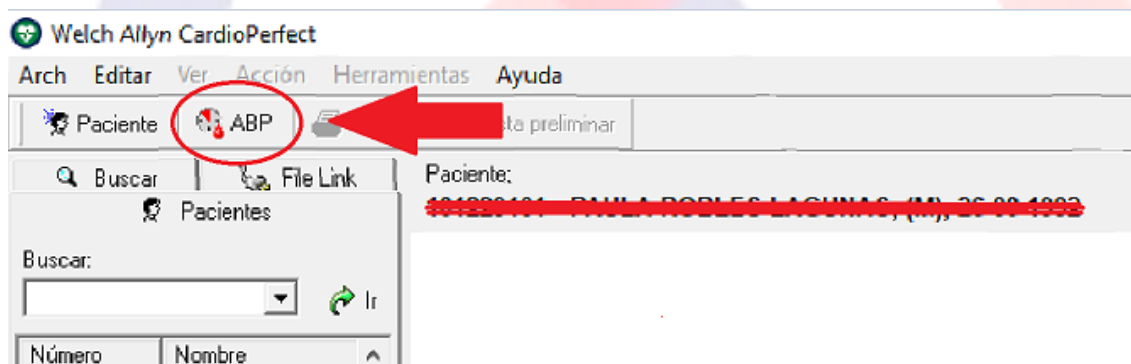 Welch Allyn CardioPerfect
Arch Editar Ver Acción Herramientas Ayuda
Paciente ABP preliminar
Buscar File Link
Pacientes
Paciente:
Buscar:
Ir
Número Nombre